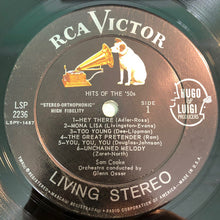 RCA VICTOR
HITS OF THE '50s
LSP
2236
LSPY-1487
"STEREO-ORTHOPHONIC"
HIGH FIDELITY
SIDE
1
HUGO
&
LUIGI
PRODUCERS
1-HEY THERE (Adler-Ross)
2-MONA LISA (Livingston-Evans)
3-TOO YOUNG (Dee-Lippman)
4-THE GREAT PRETENDER (Ram)
5-YOU, YOU, YOU (Douglas-Johnson)
6-UNCHAINED MELODY
(Zaret-North)
Sam Cooke
Orchestra conducted by
Glenn Osser
LIVING STEREO